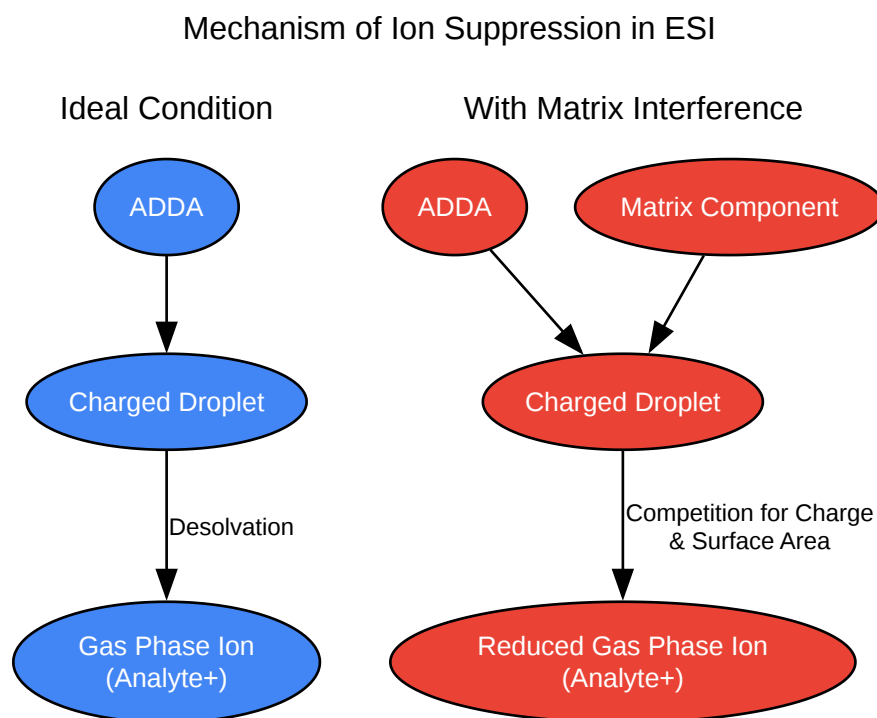 Mechanism of Ion Suppression in ESI
Ideal Condition
With Matrix Interference
ADDA
ADDA
Matrix Component
Charged Droplet
Charged Droplet
Desolvation
Competition for Charge
& Surface Area
Gas Phase Ion
(Analyte+)
Reduced Gas Phase Ion
(Analyte+)